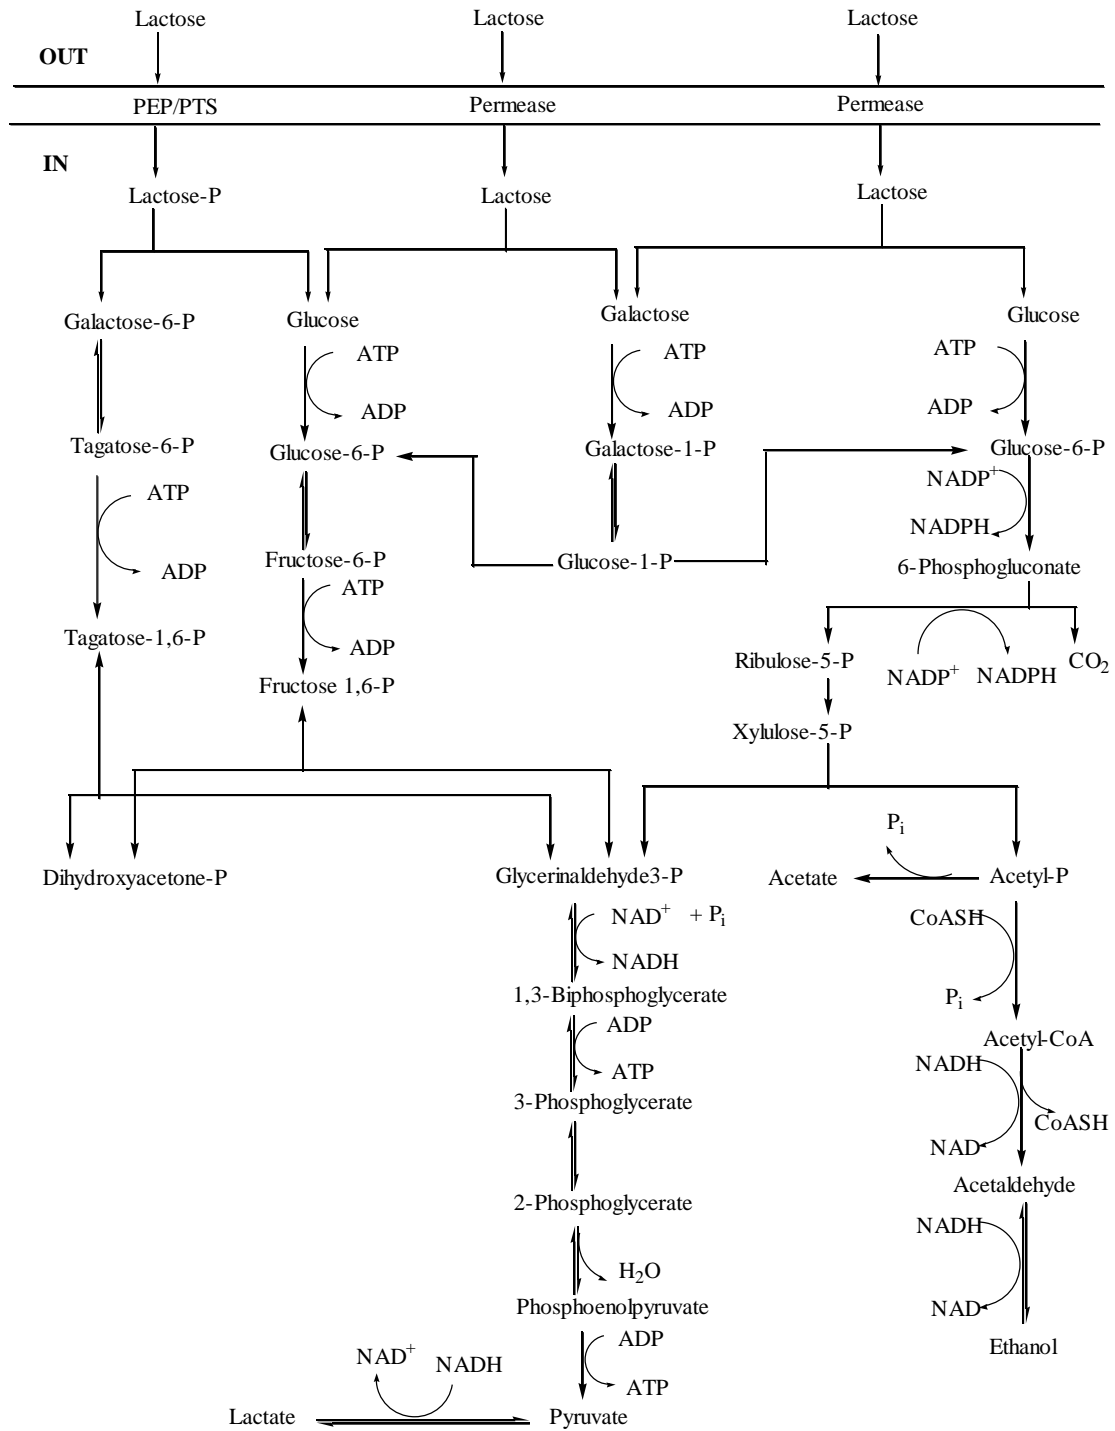 Lactose Lactose Lactose
OUT
PEP/PTS Permease Permease
IN
Lactose-P Lactose Lactose
Galactose-6-P Glucose Galactose Glucose
ATP ATP ATP
ADP ADP ADP
Tagatose-6-P Glucose-6-P Galactose-1-P Glucose-6-P
NADP+
ATP
NADPH
Fructose-6-P Glucose-1-P 6-Phosphogluconate
ADP ATP
Tagatose-1,6-P ADP
Ribulose-5-P NADP+ NADPH CO2
Fructose 1,6-P
Xylulose-5-P
Pi
Dihydroxyacetone-P Glycerinaldehyde3-P Acetate Acetyl-P
NAD+ + Pi CoASH
NADH
1,3-Biphosphoglycerate Pi
ADP Acetyl-CoA
ATP NADH
3-Phosphoglycerate CoASH
NAD
2-Phosphoglycerate Acetaldehyde
NADH
H2O
Phosphoenolpyruvate NAD
ADP Ethanol
NAD+ NADH
ATP
Lactate Pyruvate